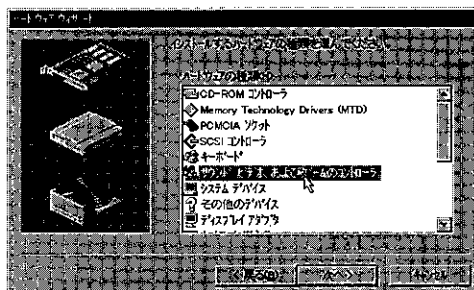 ハードウェア ウィザード
インストールするハードウェアの種類を選んでください。
ハードウェアの種類(H):
CD-ROM コントローラ
Memory Technology Drivers (MTD)
PCMCIA ソケット
SCSI コントローラ
キーボード
サウンド、ビデオ、およびゲームのコントローラ
システム デバイス
その他のデバイス
ディスプレイ アダプタ
< 戻る(B)
次へ >
キャンセル